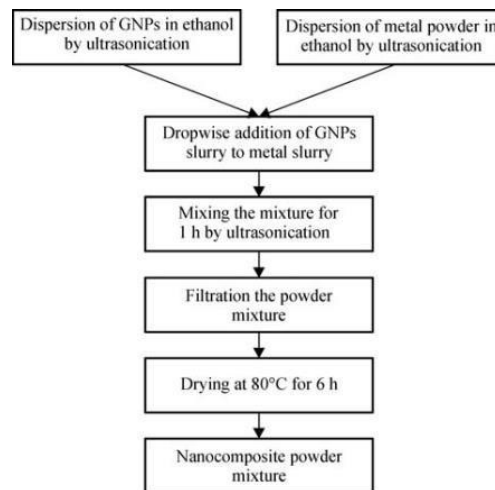 Dispersion of GNPs in ethanol
by ultrasonication
Dispersion of metal powder in
ethanol by ultrasonication
Dropwise addition of GNPs
slurry to metal slurry
Mixing the mixture for
1 h by ultrasonication
Filtration the powder
mixture
Drying at 80°C for 6 h
Nanocomposite powder
mixture